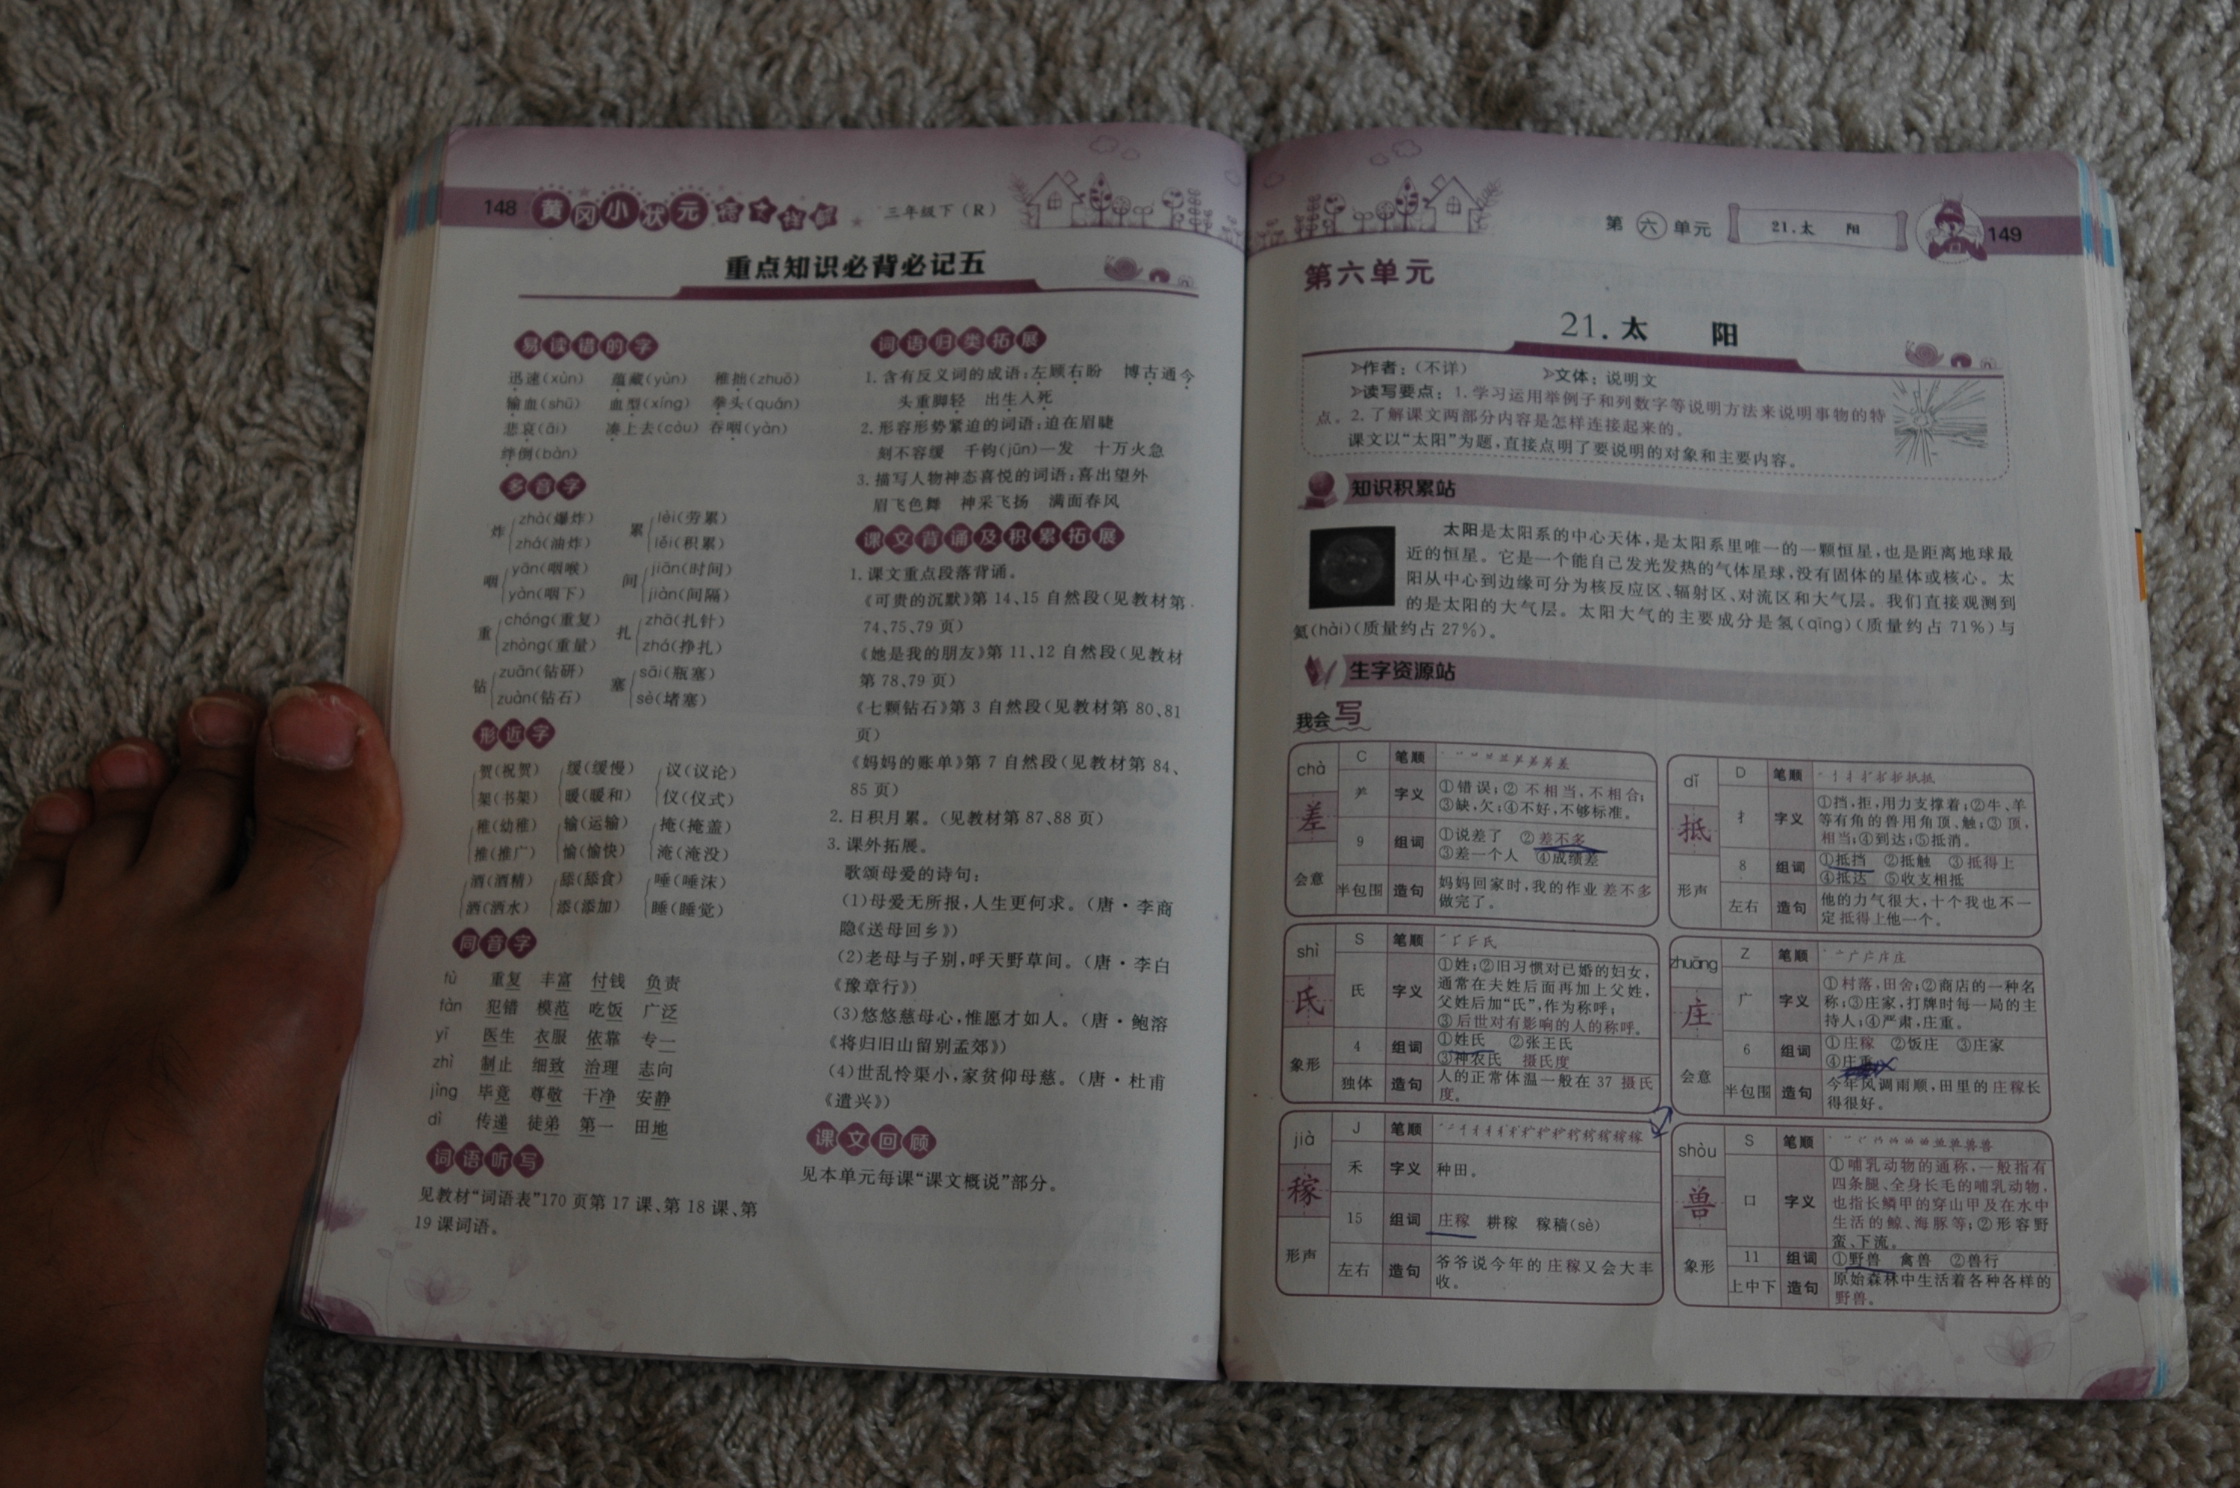 148 黄冈小状元 三年级下(R)
重点知识必背必记五
易读错的字
迅速(xùn) 蕴藏(yùn) 稚拙(zhuō)
输血(shū) 血型(xíng) 拳头(quán)
悲哀(āi) 凑上去(còu) 吞咽(yàn)
绊倒(bàn)
多音字
炸 zhà(爆炸) 累 lèi(劳累)
zhá(油炸) lěi(积累)
咽 yān(咽喉) 间 jiān(时间)
yàn(咽下) jiàn(间隔)
重 chóng(重复) 扎 zhā(扎针)
zhòng(重量) zhá(挣扎)
钻 zuān(钻研) 塞 sāi(瓶塞)
zuàn(钻石) sè(堵塞)
形近字
贺(祝贺) 缓(缓慢) 议(议论)
架(书架) 暖(暖和) 仪(仪式)
稚(幼稚) 输(运输) 掩(掩盖)
推(推广) 愉(愉快) 淹(淹没)
酒(酒精) 舔(舔食) 唾(唾沫)
洒(洒水) 添(添加) 睡(睡觉)
同音字
fù 重复 丰富 付钱 负责
fàn 犯错 模范 吃饭 广泛
yī 医生 衣服 依靠 专一
zhì 制止 细致 治理 志向
jìng 毕竟 尊敬 干净 安静
dì 传递 徒弟 第一 田地
词语听写
见教材“词语表”170页第17课、第18课、第
19课词语。
词语归类拓展
1.含有反义词的成语:左顾右盼 博古通今
头重脚轻 出生入死
2.形容形势紧迫的词语:迫在眉睫
刻不容缓 千钧(jūn)一发 十万火急
3.描写人物神态喜悦的词语:喜出望外
眉飞色舞 神采飞扬 满面春风
课文背诵及积累拓展
1.课文重点段落背诵。
《可贵的沉默》第14、15自然段(见教材第
74、75、79页)
《她是我的朋友》第11、12自然段(见教材
第78、79页)
《七颗钻石》第3自然段(见教材第80、81
页)
《妈妈的账单》第7自然段(见教材第84、
85页)
2.日积月累。(见教材第87、88页)
3.课外拓展。
歌颂母爱的诗句:
(1)母爱无所报,人生更何求。(唐·李商
隐《送母回乡》)
(2)老母与子别,呼天野草间。(唐·李白
《豫章行》)
(3)悠悠慈母心,惟愿才如人。(唐·鲍溶
《将归旧山留别孟郊》)
(4)世乱怜渠小,家贫仰母慈。(唐·杜甫
《遣兴》)
课文回顾
见本单元每课“课文概说”部分。
第六单元 21.太 阳 149
第六单元
21.太 阳
作者:(不详) 文体:说明文
读写要点:1.学习运用举例子和列数字等说明方法来说明事物的特
点。2.了解课文两部分内容是怎样连接起来的。
课文以“太阳”为题,直接点明了要说明的对象和主要内容。
知识积累站
太阳是太阳系的中心天体,是太阳系里唯一的一颗恒星,也是距离地球最
近的恒星。它是一个能自己发光发热的气体星球,没有固体的星体或核心。太
阳从中心到边缘可分为核反应区、辐射区、对流区和大气层。我们直接观测到
的是太阳的大气层。太阳大气的主要成分是氢(qīng)(质量约占71%)与
氦(hài)(质量约占27%)。
生字资源站
我会写
chà C 笔顺
差 羊 字义 ①错误;②不相当,不相合;
③缺,欠;④不好,不够标准。
9 组词 ①说差了 ②差不多
③差一个人 ④成绩差
会意 半包围 造句 妈妈回家时,我的作业差不多
做完了。
dǐ D 笔顺
抵 扌 字义 ①挡,拒,用力支撑着;②牛、羊
等有角的兽用角顶、触;③顶,
相当;④到达;⑤抵消。
8 组词 ①抵挡 ②抵触 ③抵得上
④抵达 ⑤收支相抵
形声 左右 造句 他的力气很大,十个我也不一
定抵得上他一个。
shì S 笔顺
氏 氏 字义 ①姓;②旧习惯对已婚的妇女,
通常在夫姓后面再加上父姓,
父姓后加“氏”,作为称呼;
③后世对有影响的人的称呼。
4 组词 ①姓氏 ②张王氏
③神农氏 摄氏度
象形 独体 造句 人的正常体温一般在37摄氏
度。
zhuāng Z 笔顺
庄 广 字义 ①村落,田舍;②商店的一种名
称;③庄家,打牌时每一局的主
持人;④严肃,庄重。
6 组词 ①庄稼 ②饭庄 ③庄家
④庄重
会意 半包围 造句 今年风调雨顺,田里的庄稼长
得很好。
jià J 笔顺
稼 禾 字义 种田。
15 组词 庄稼 耕稼 稼穑(sè)
形声 左右 造句 爷爷说今年的庄稼又会大丰
收。
shòu S 笔顺
兽 口 字义 ①哺乳动物的通称,一般指有
四条腿、全身长毛的哺乳动物,
也指长鳞甲的穿山甲及在水中
生活的鲸、海豚等;②形容野
蛮,下流。
11 组词 ①野兽 禽兽 ②兽行
象形 上中下 造句 原始森林中生活着各种各样的
野兽。